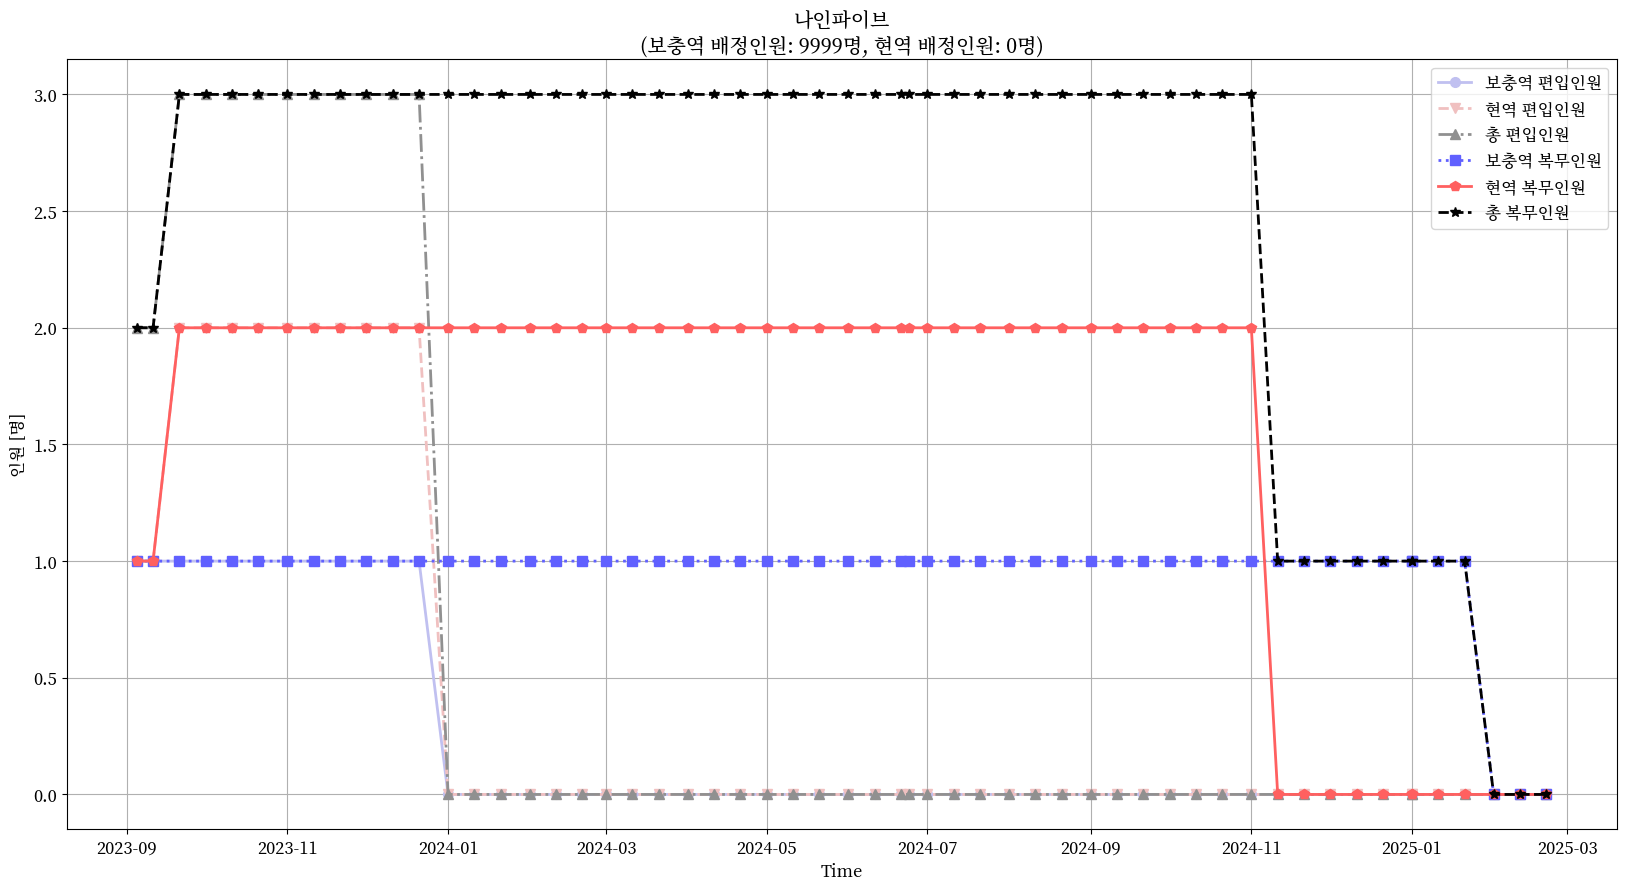 나인파이브
(보충역 배정인원: 9999명, 현역 배정인원: 0명)
보충역 편입인원
현역 편입인원
총 편입인원
보충역 복무인원
현역 복무인원
총 복무인원
인원 [명]
3.0
2.5
2.0
1.5
1.0
0.5
0.0
2023-09
2023-11
2024-01
2024-03
2024-05
2024-07
2024-09
2024-11
2025-01
2025-03
Time